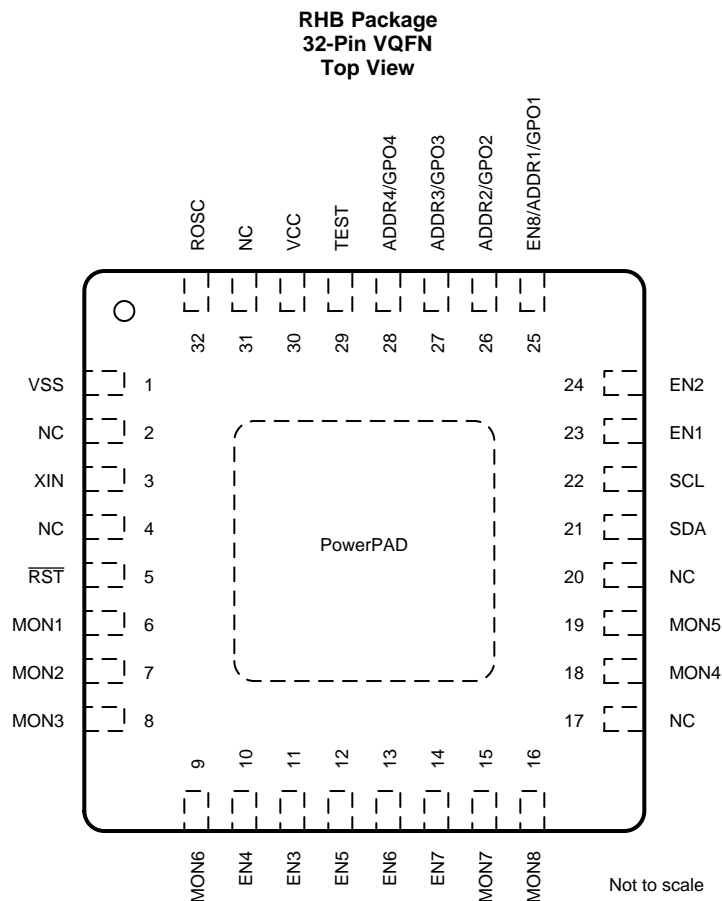 RHB Package
32-Pin VQFN
Top View
ROSC
NC
VCC
TEST
ADDR4/GPO4
ADDR3/GPO3
ADDR2/GPO2
EN8/ADDR1/GPO1
32
31
30
29
28
27
26
25
VSS 1
NC 2
XIN 3
NC 4
R̅S̅T̅ 5
MON1 6
MON2 7
MON3 8
24 EN2
23 EN1
22 SCL
21 SDA
20 NC
19 MON5
18 MON4
17 NC
PowerPAD
9
10
11
12
13
14
15
16
MON6
EN4
EN3
EN5
EN6
EN7
MON7
MON8
Not to scale